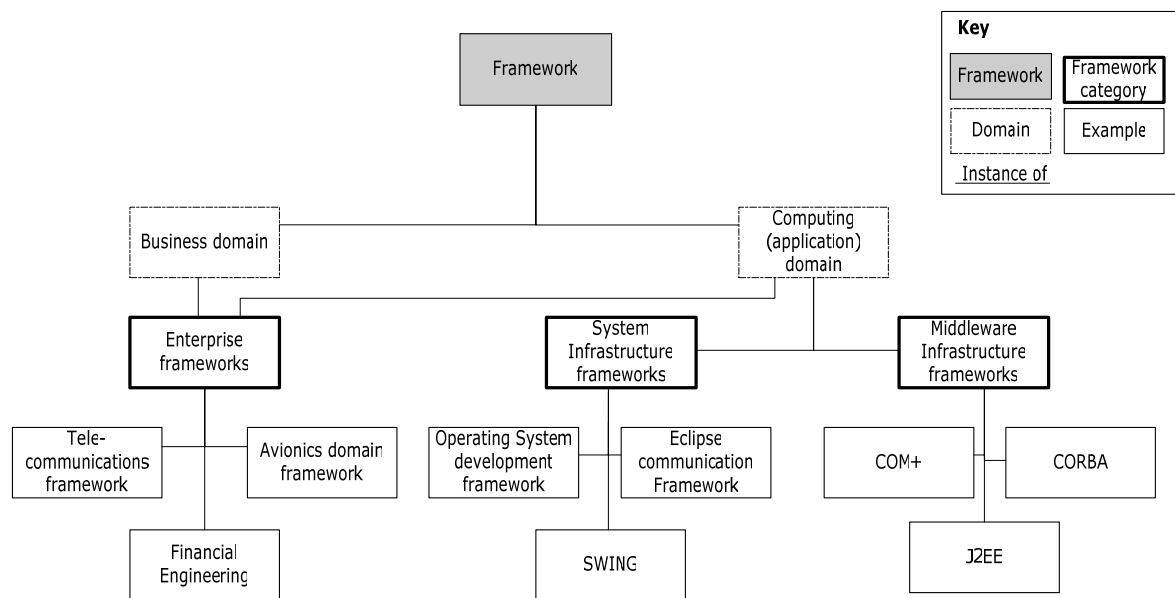 Framework
Key
Framework
Framework
category
Domain
Example
Instance of
Business domain
Computing
(application)
domain
Enterprise
frameworks
System
Infrastructure
frameworks
Middleware
Infrastructure
frameworks
Tele-
communications
framework
Avionics domain
framework
Operating System
development
framework
Eclipse
communication
Framework
COM+
CORBA
Financial
Engineering
SWING
J2EE